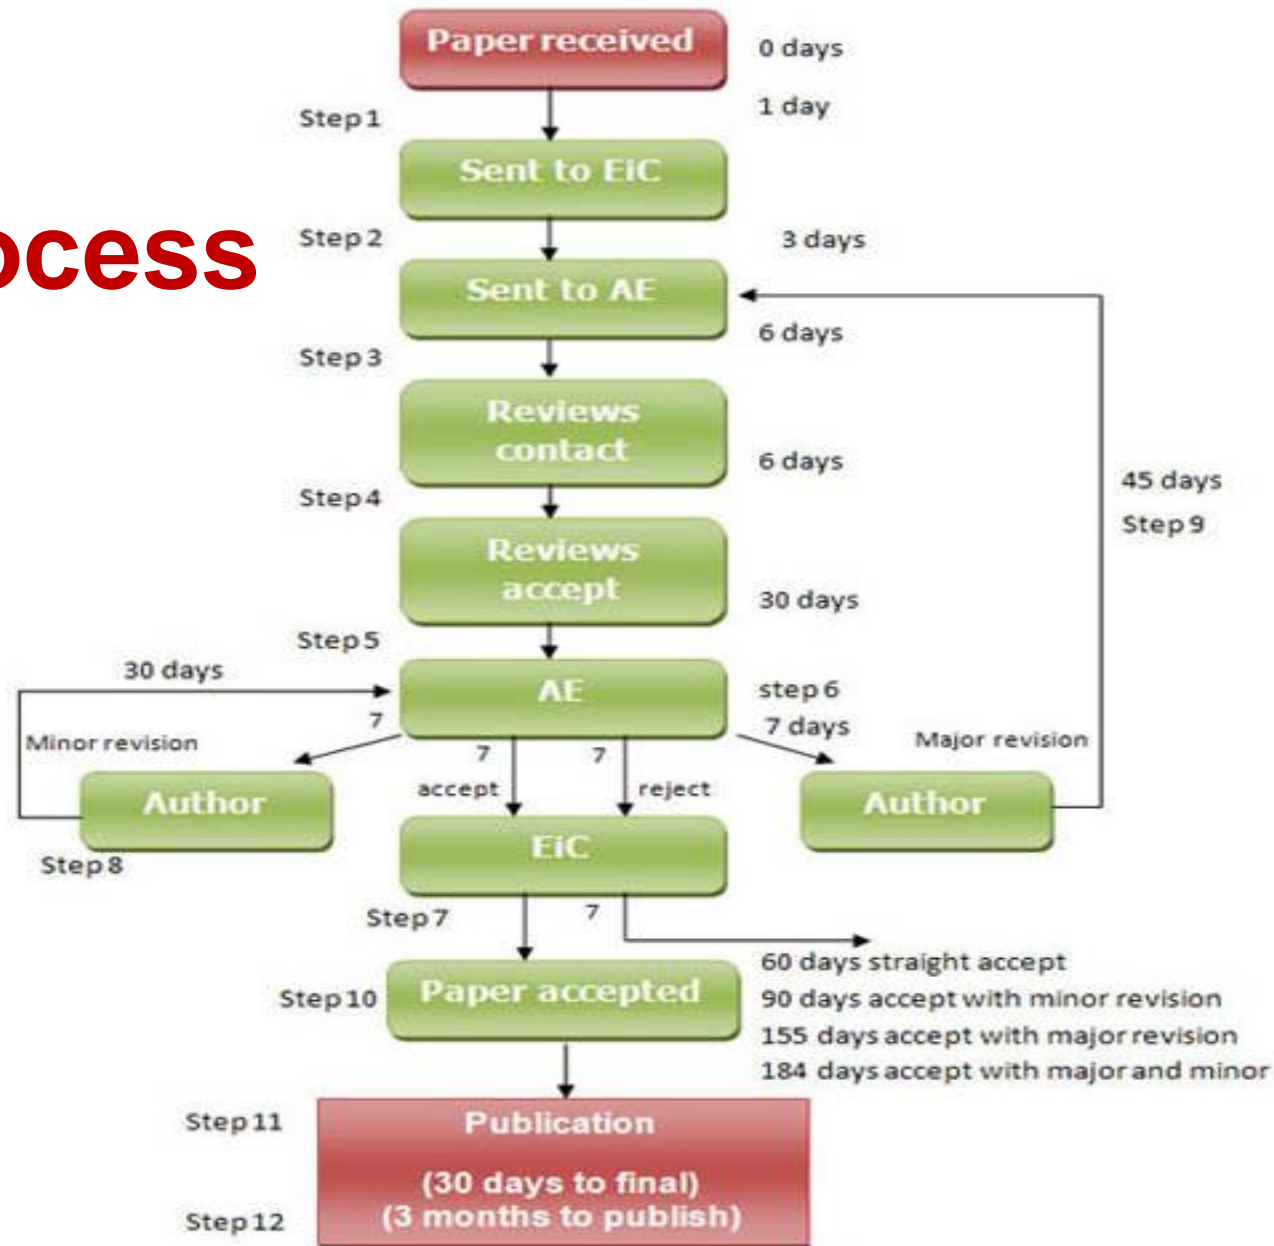 Paper received
0 days
Step 1
1 day
Sent to EiC
ocess
Step 2
3 days
Sent to AE
6 days
Step 3
Reviews
contact
6 days
45 days
Step 4
Step 9
Reviews
accept
30 days
Step 5
30 days
AE
step 6
7
7 days
Minor revision
7
7
Major revision
accept
reject
Author
Author
EiC
Step 8
Step 7
7
60 days straight accept
Step 10
Paper accepted
90 days accept with minor revision
155 days accept with major revision
184 days accept with major and minor
Step 11
Publication
(30 days to final)
Step 12
(3 months to publish)